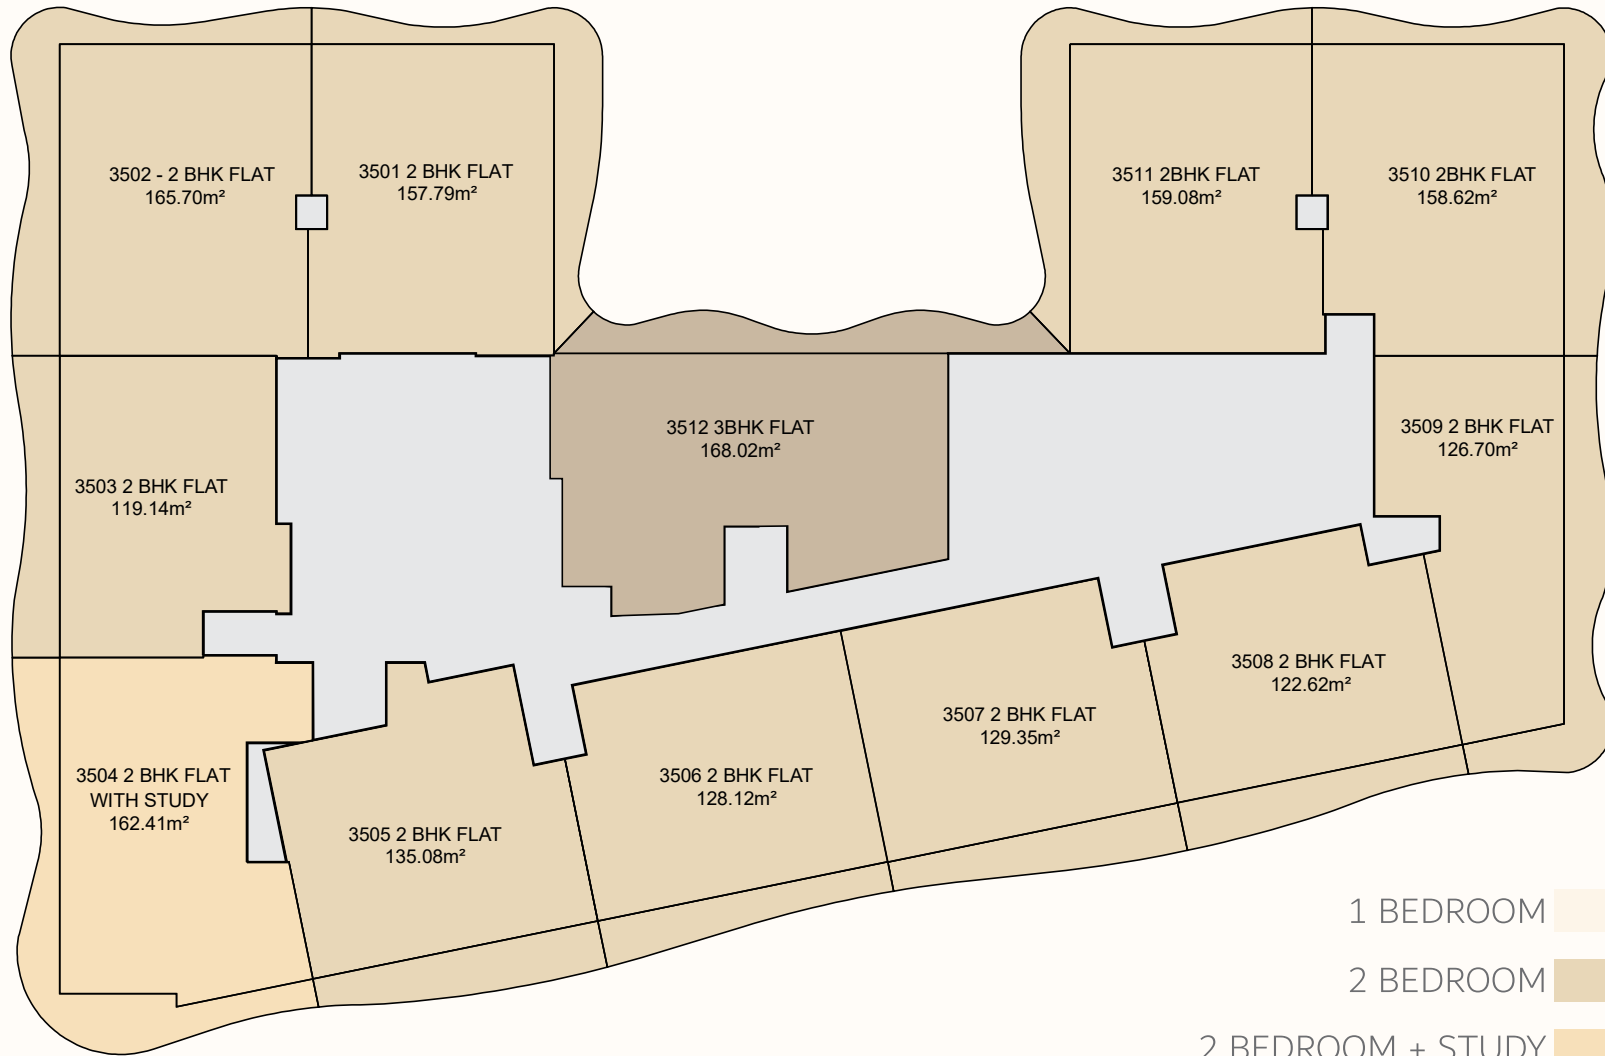 3502 - 2 BHK FLAT
165.70m²
3501 2 BHK FLAT
157.79m²
3511 2BHK FLAT
159.08m²
3510 2BHK FLAT
158.62m²
3512 3BHK FLAT
168.02m²
3509 2 BHK FLAT
126.70m²
3503 2 BHK FLAT
119.14m²
3508 2 BHK FLAT
122.62m²
3507 2 BHK FLAT
129.35m²
3504 2 BHK FLAT
WITH STUDY
162.41m²
3506 2 BHK FLAT
128.12m²
3505 2 BHK FLAT
135.08m²
1 BEDROOM
2 BEDROOM
2 BEDROOM + STUDY